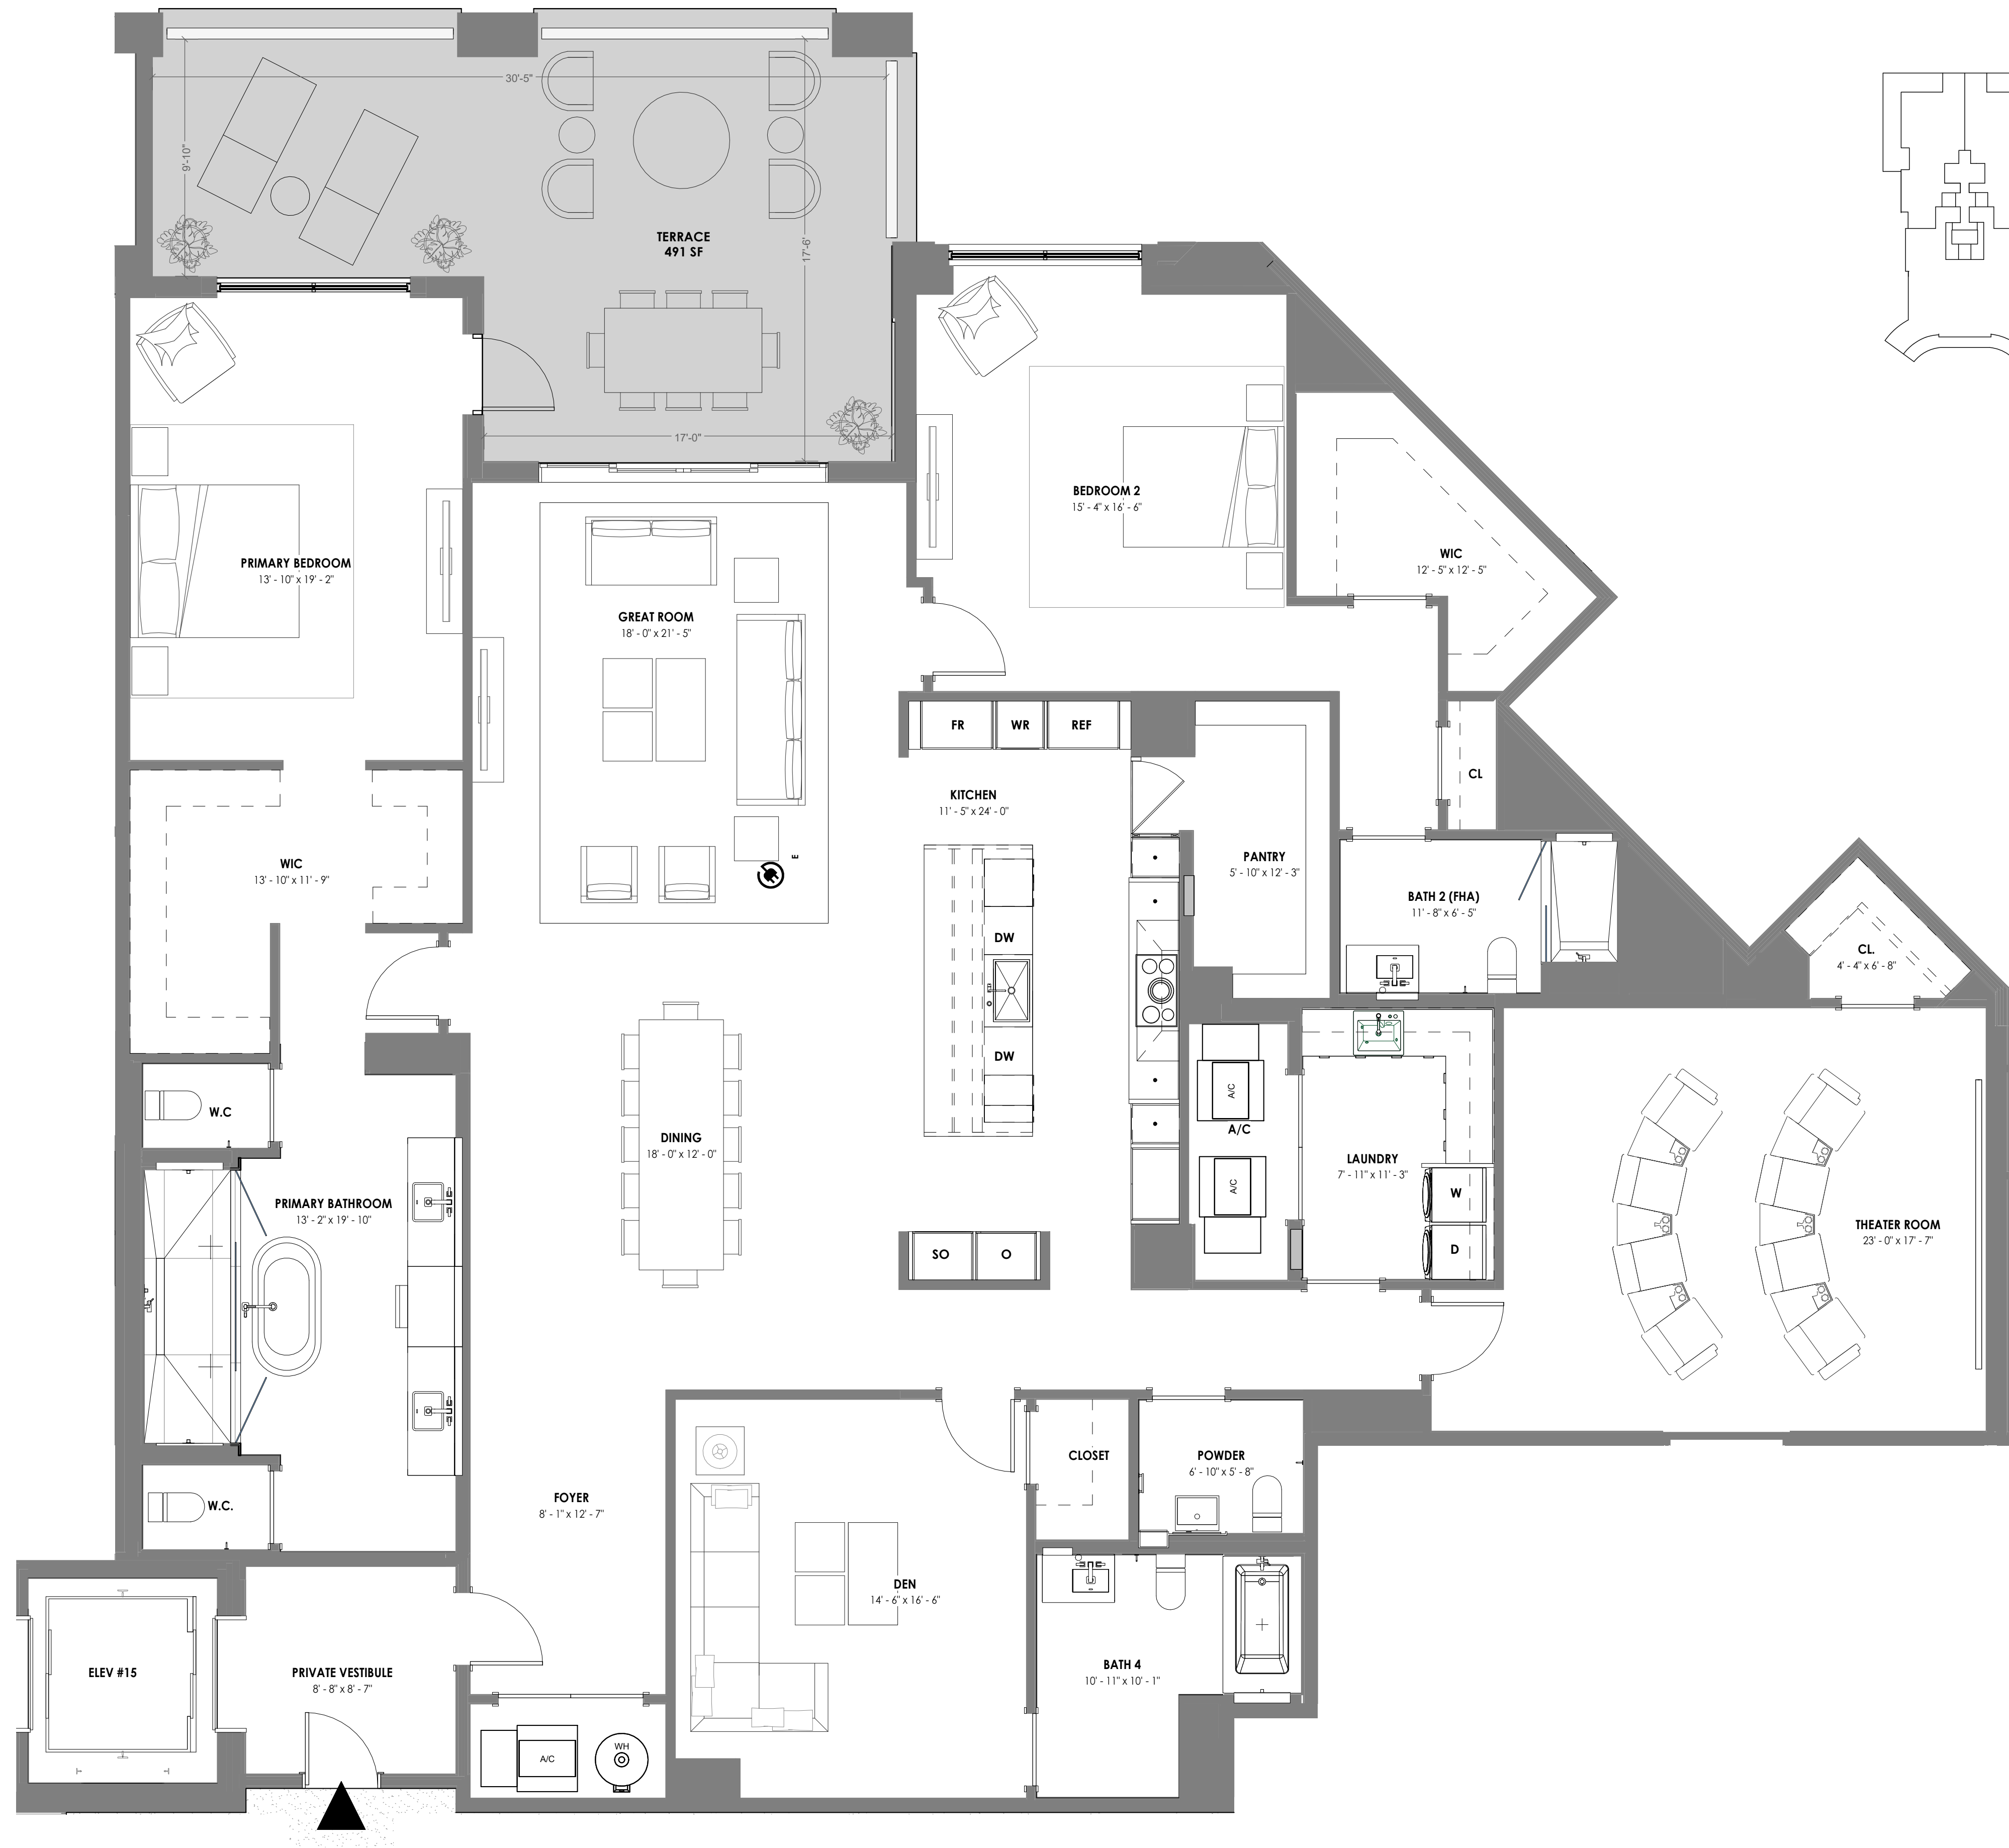 30'-5"
9'-10"
TERRACE
491 SF
17'-6'
17'-0"
PRIMARY BEDROOM
13' - 10" x 19' - 2"
GREAT ROOM
18' - 0" x 21' - 5"
BEDROOM 2
15' - 4" x 16' - 6"
WIC
12' - 5" x 12' - 5"
FR
WR
REF
CL
KITCHEN
11' - 5" x 24' - 0"
WIC
13' - 10" x 11' - 9"
E
PANTRY
5' - 10" x 12' - 3"
BATH 2 (FHA)
11' - 8" x 6' - 5"
CL.
4' - 4" x 6' - 8"
DW
DW
W.C
DINING
18' - 0" x 12' - 0"
A/C
A/C
A/C
LAUNDRY
7' - 11" x 11' - 3"
W
D
PRIMARY BATHROOM
13' - 2" x 19' - 10"
THEATER ROOM
23' - 0" x 17' - 7"
SO
O
W.C.
FOYER
8' - 1" x 12' - 7"
CLOSET
POWDER
6' - 10" x 5' - 8"
DEN
14' - 6" x 16' - 6"
ELEV #15
PRIVATE VESTIBULE
8' - 8" x 8' - 7"
BATH 4
10' - 11" x 10' - 1"
A/C
WH